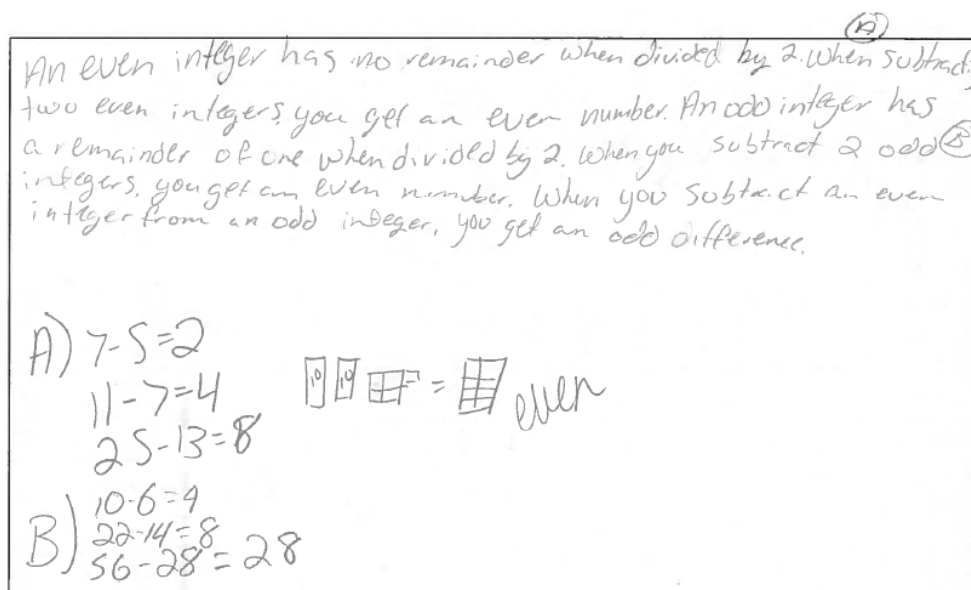 A
An even integer has no remainder when divided by 2. When subtract
two even integers, you get an even number. An odd integer has
a remainder of one when divided by 2. When you subtract 2 odd B
integers, you get an even number. When you subtract an even
integer from an odd integer, you get an odd difference.
A) 7-5=2
11-7=4
25-13=8
10 10 = even
B) 10-6=4
22-14=8
56-28=28